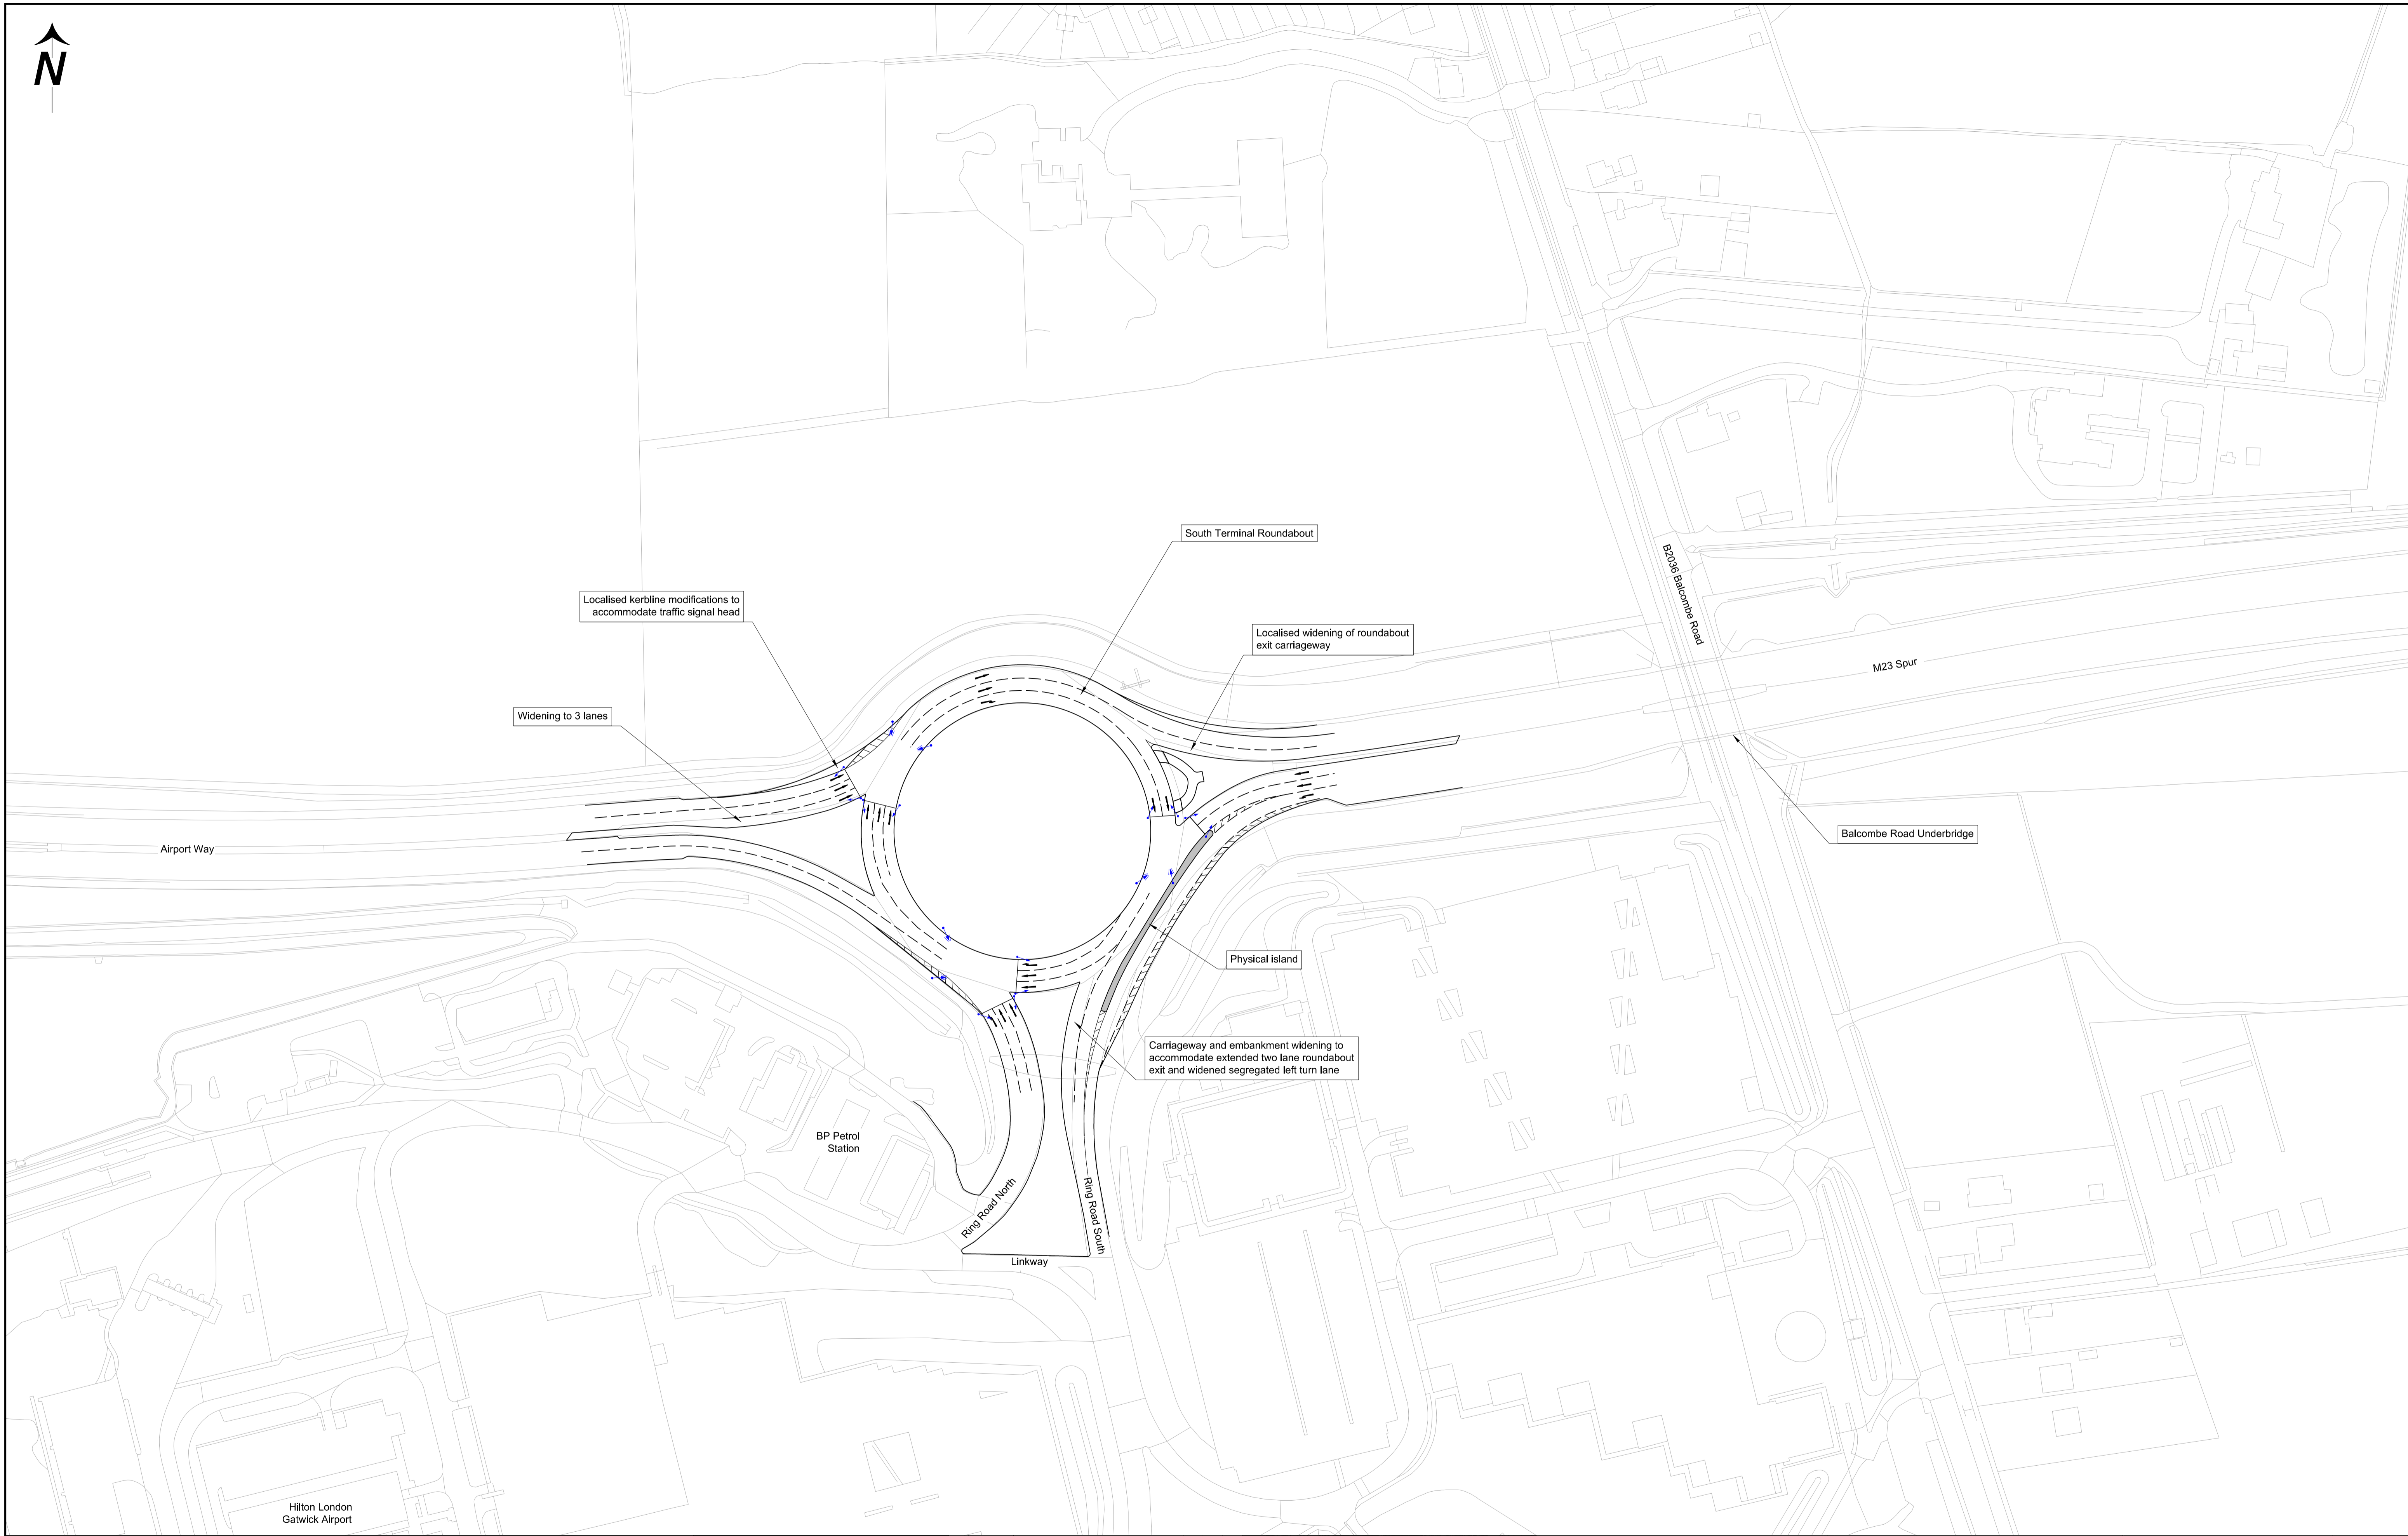 N
South Terminal Roundabout
B2036 Balcombe Road
Localised kerbline modifications to
accommodate traffic signal head
Localised widening of roundabout
exit carriageway
M23 Spur
Widening to 3 lanes
Balcombe Road Underbridge
Airport Way
Physical island
Carriageway and embankment widening to
accommodate extended two lane roundabout
exit and widened segregated left turn lane
BP Petrol
Station
Ring Road North
Ring Road South
Linkway
Hilton London
Gatwick Airport